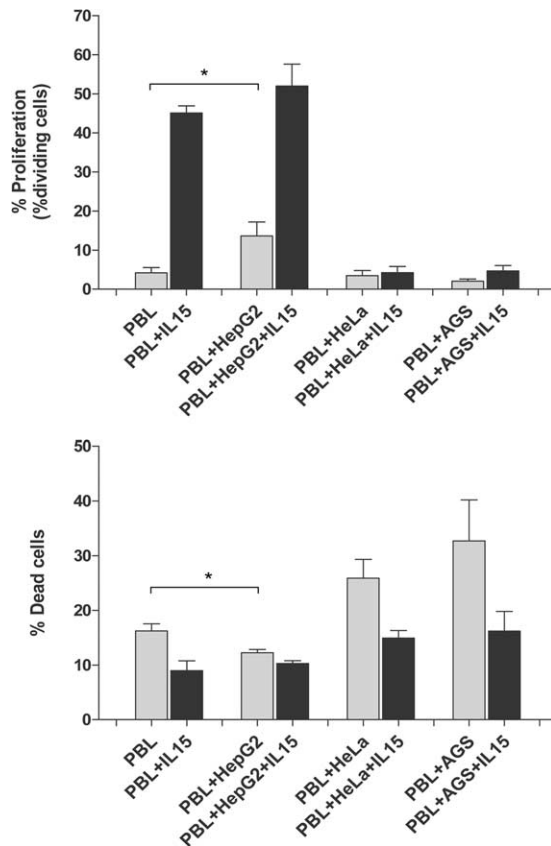 70
60
50
40
30
20
10
0
% Proliferation
(%dividing cells)
*
PBL
PBL+IL15
PBL+HepG2
PBL+HepG2+IL15
PBL+HeLa
PBL+HeLa+IL15
PBL+AGS
PBL+AGS+IL15
50
40
30
20
10
0
% Dead cells
*
PBL
PBL+IL15
PBL+HepG2
PBL+HepG2+IL15
PBL+HeLa
PBL+HeLa+IL15
PBL+AGS
PBL+AGS+IL15